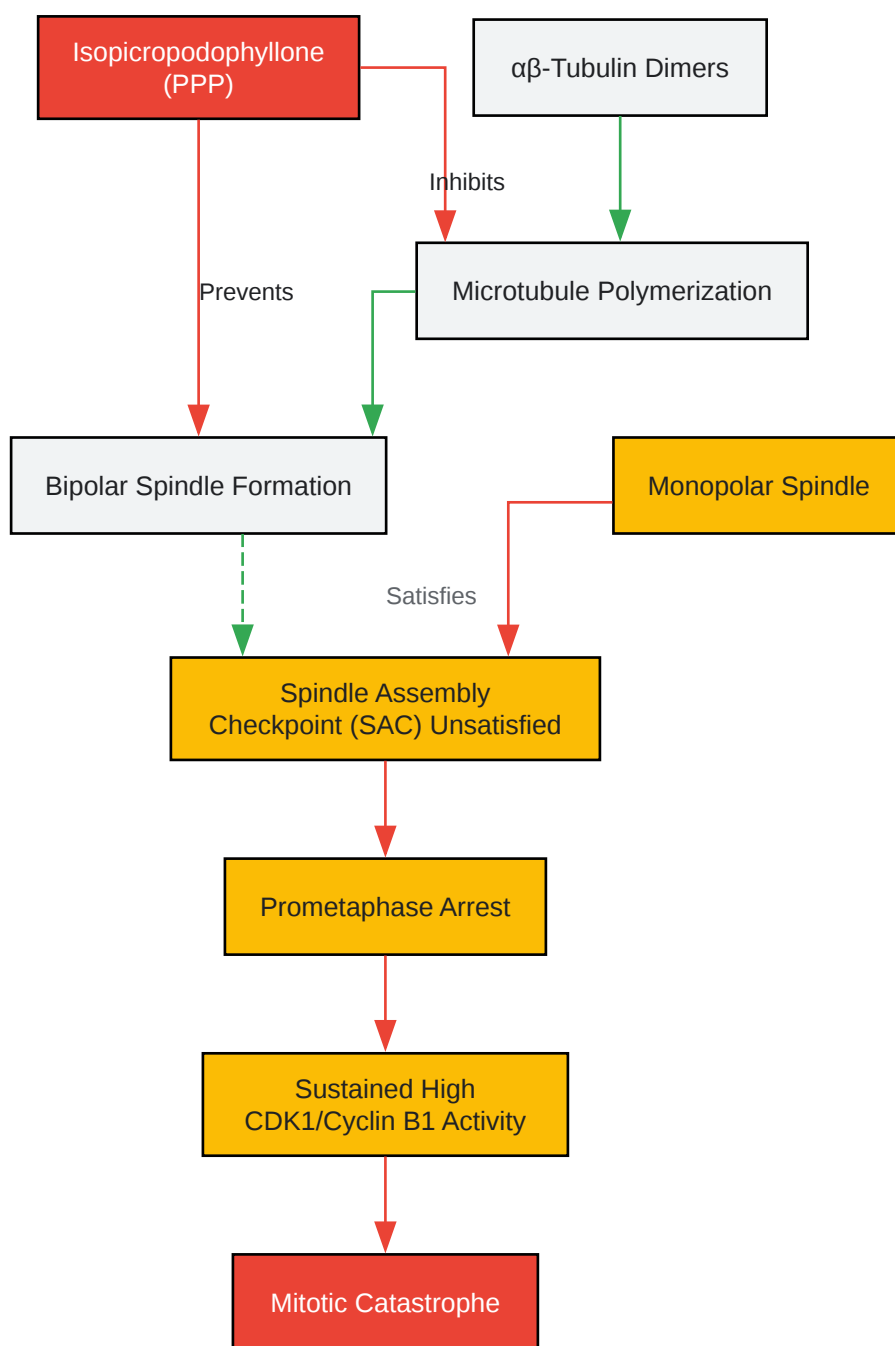 Isopicropodophyllone
(PPP)
αβ-Tubulin Dimers
Inhibits
Microtubule Polymerization
Prevents
Bipolar Spindle Formation
Monopolar Spindle
Satisfies
Spindle Assembly
Checkpoint (SAC) Unsatisfied
Prometaphase Arrest
Sustained High
CDK1/Cyclin B1 Activity
Mitotic Catastrophe